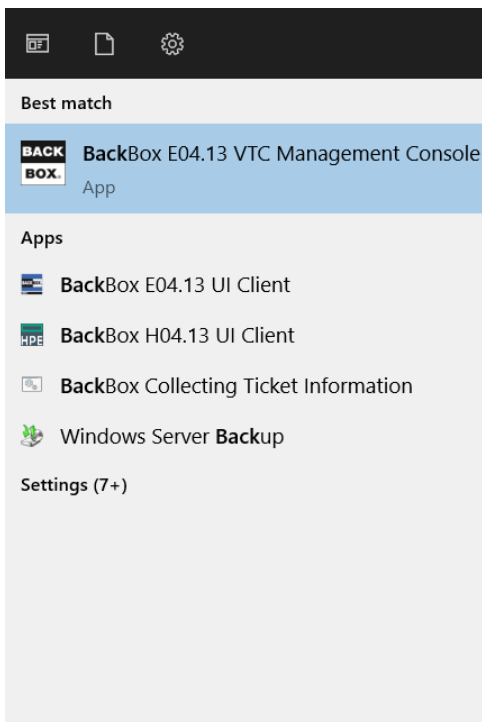 Best match
BACK
BOX.
BackBox E04.13 VTC Management Console
App
Apps
BackBox E04.13 UI Client
HPE
BackBox H04.13 UI Client
BackBox Collecting Ticket Information
Windows Server Backup
Settings (7+)